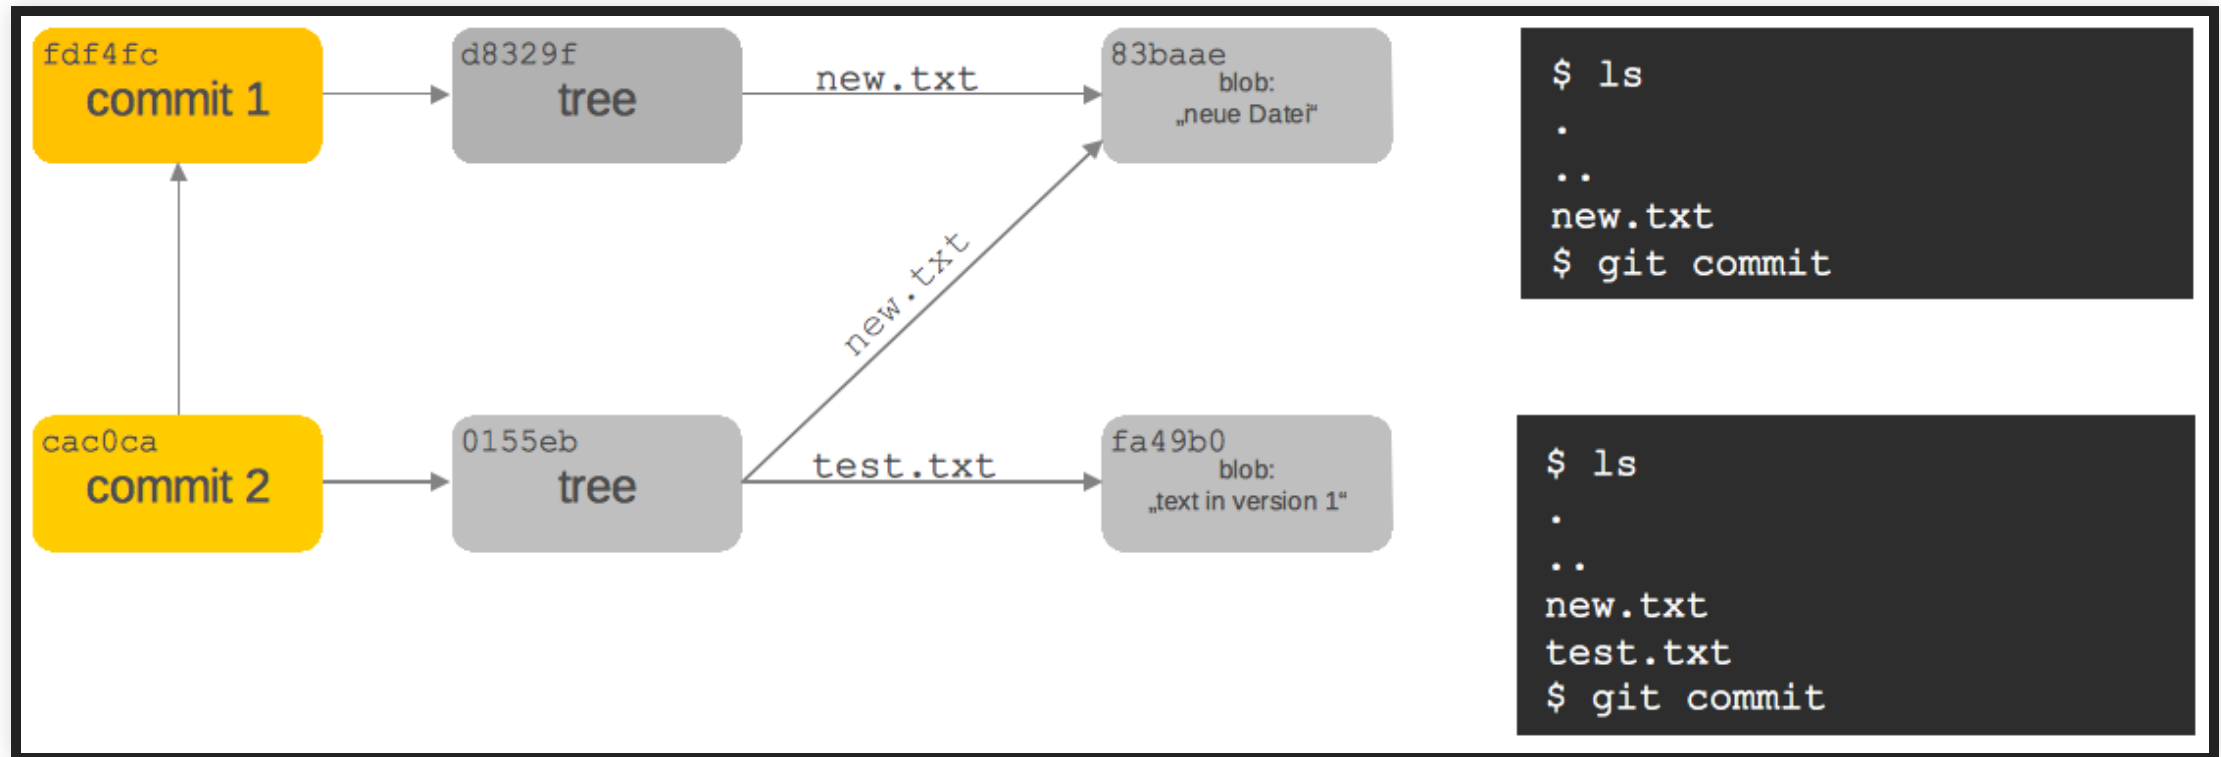 fdf4fc
commit 1
d8329f
tree
new.txt
83baae
blob:
„neue Datei“
$ ls
.
..
new.txt
$ git commit
new.txt
cac0ca
commit 2
0155eb
tree
test.txt
fa49b0
blob:
„text in version 1“
$ ls
.
..
new.txt
test.txt
$ git commit